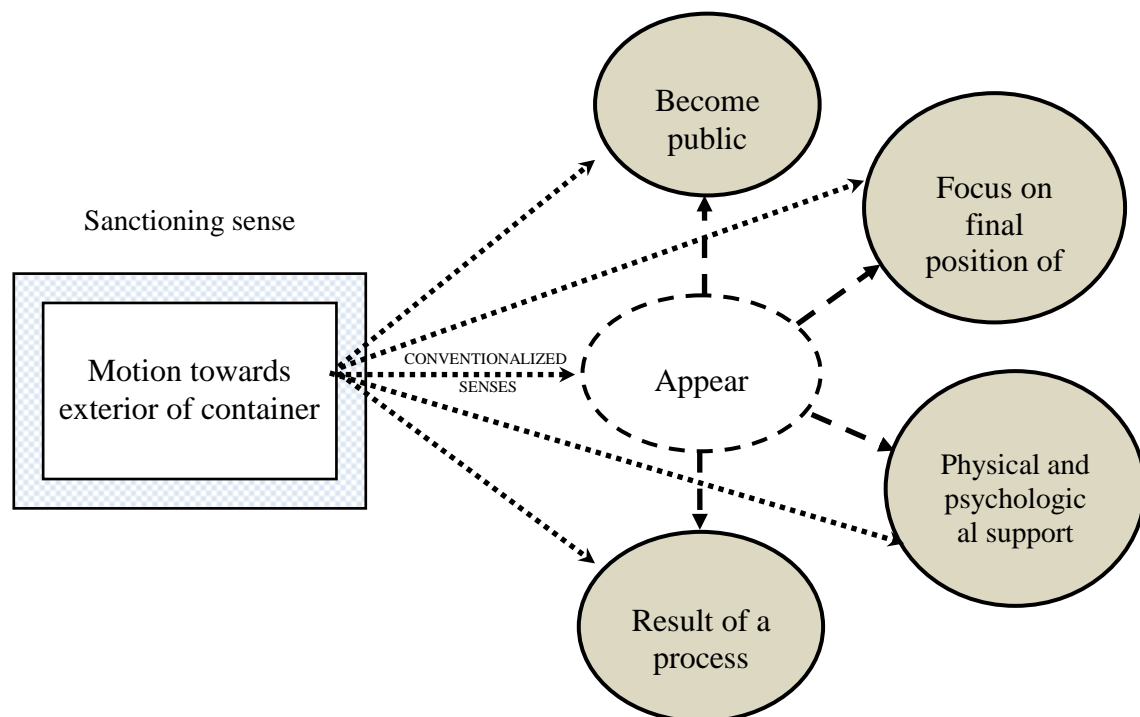 Become
public
Focus on
final
position of
Sanctioning sense
Motion towards
exterior of container
CONVENTIONALIZED
SENSES
Appear
Physical and
psychologic
al support
Result of a
process